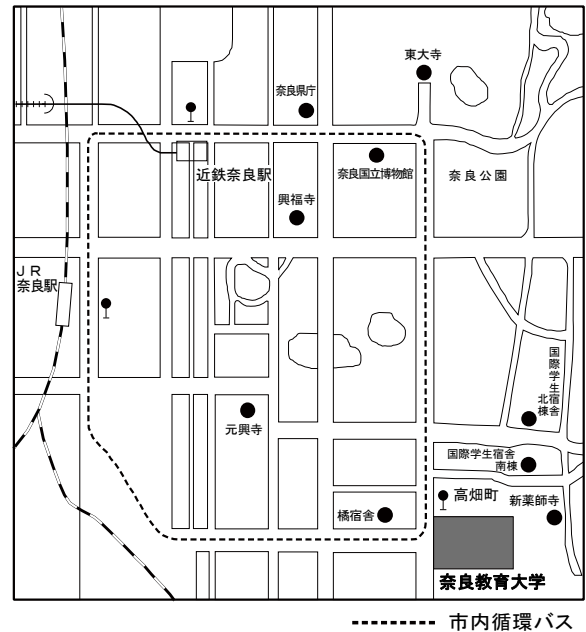 東大寺
奈良県庁
近鉄奈良駅
奈良国立博物館
奈良公園
興福寺
JR
奈良駅
国際学生宿舎
北棟
元興寺
国際学生宿舎
南棟
高畑町
新薬師寺
橘宿舎
奈良教育大学
市内循環バス